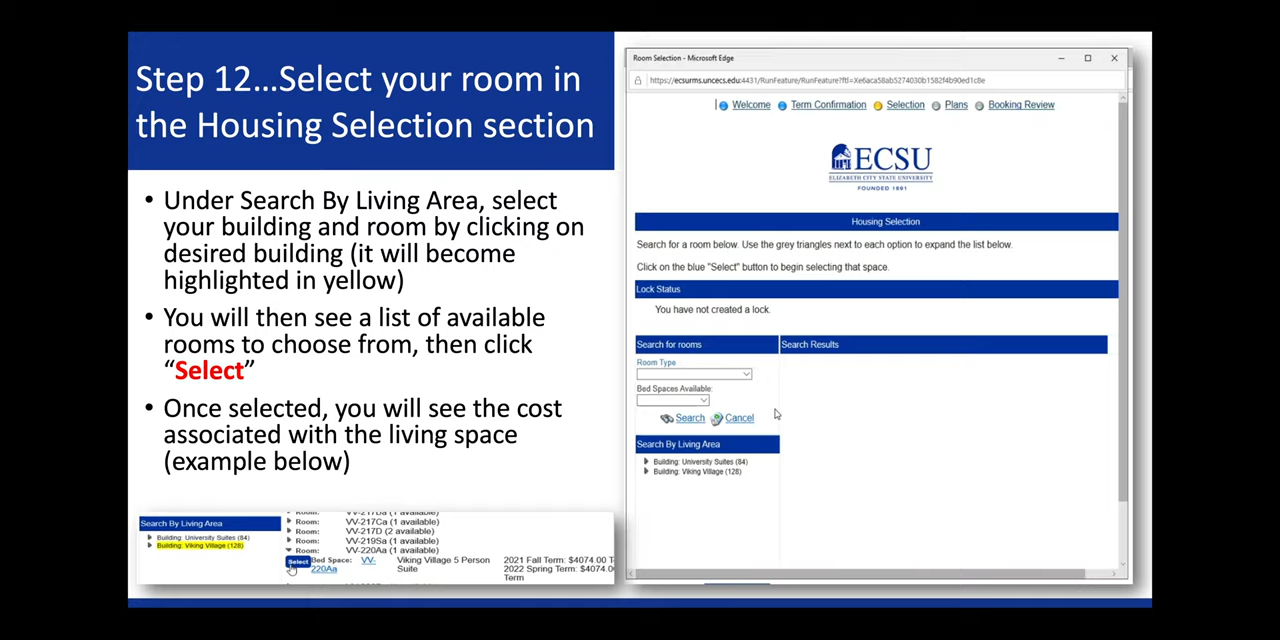 Step 12...Select your room in
the Housing Selection section
• Under Search By Living Area, select
your building and room by clicking on
desired building (it will become
highlighted in yellow)
• You will then see a list of available
rooms to choose from, then click
“Select”
• Once selected, you will see the cost
associated with the living space
(example below)
Search By Living Area
Building: University Suites (84)
Building: Viking Village (128)
Room: VV-217Ca (1 available)
Room: VV-217D (2 available)
Room: VV-219Sa (1 available)
Room: VV-220Aa (1 available)
Select Bed Space: VV- Viking Village 5 Person 2021 Fall Term: $4074.00 T
220Aa Suite 2022 Spring Term: $4074.00
Term
Room Selection - Microsoft Edge
Welcome Term Confirmation Selection Plans Booking Review
ECSU
ELIZABETH CITY STATE UNIVERSITY
FOUNDED 1891
Housing Selection
Search for a room below. Use the grey triangles next to each option to expand the list below.
Click on the blue "Select" button to begin selecting that space.
Lock Status
You have not created a lock.
Search for rooms Search Results
Room Type
Bed Spaces Available:
Search Cancel
Search By Living Area
Building: University Suites (84)
Building: Viking Village (128)